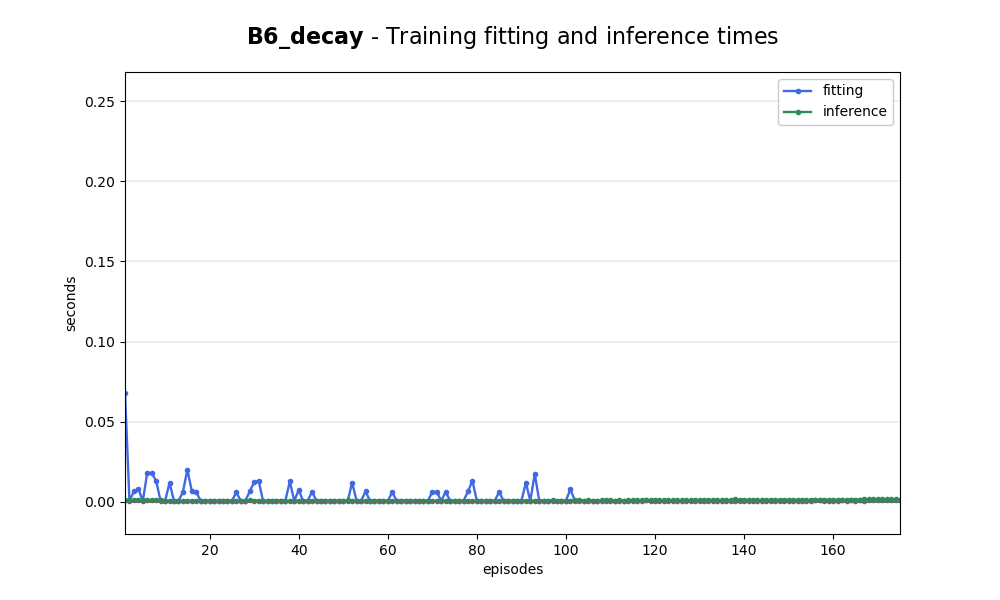 B6_decay - Training fitting and inference times
fitting
inference
0.25
0.20
0.15
0.10
0.05
0.00
seconds
20 40 60 80 100 120 140 160
episodes